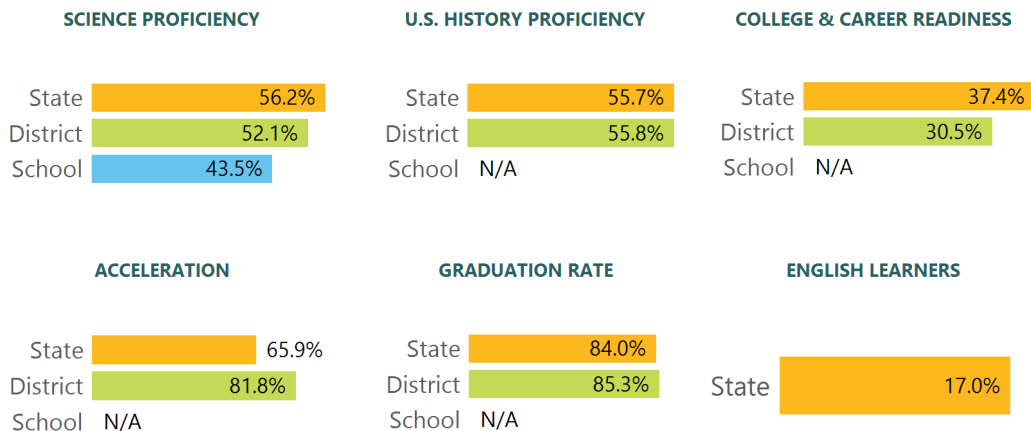 SCIENCE PROFICIENCY
State 56.2%
District 52.1%
School 43.5%
U.S. HISTORY PROFICIENCY
State 55.7%
District 55.8%
School N/A
COLLEGE & CAREER READINESS
State 37.4%
District 30.5%
School N/A
ACCELERATION
State 65.9%
District 81.8%
School N/A
GRADUATION RATE
State 84.0%
District 85.3%
School N/A
ENGLISH LEARNERS
State 17.0%